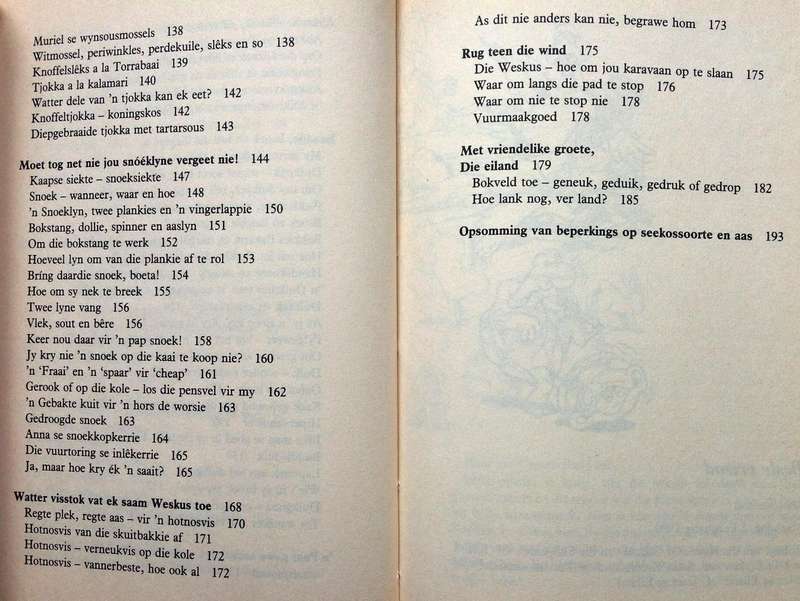 Muriel se wynsousmossels 138
Witmossel, periwinkles, perdekuile, slêks en so 138
Knoffelslêks a la Torrabaai 139
Tjokka a la kalamari 140
Watter dele van 'n tjokka kan ek eet? 142
Knoffeltjokka – koningskos 142
Diepgebraaide tjokka met tartarsous 143
Moet tog net nie jou snóéklyne vergeet nie! 144
Kaapse siekte – snoeksiekte 147
Snoek – wanneer, waar en hoe 148
'n Snoeklyn, twee plankies en 'n vingerlappie 150
Bokstang, dollie, spinner en aaslyn 151
Om die bokstang te werk 152
Hoeveel lyn om van die plankie af te rol 153
Bríng daardie snoek, boeta! 154
Hoe om sy nek te breek 155
Twee lyne vang 156
Vlek, sout en bêre 156
Keer nou daar vir 'n pap snoek! 158
Jy kry nie 'n snoek op die kaai te koop nie? 160
'n 'Fraai' en 'n 'spaar' vir 'cheap' 161
Gerook of op die kole – los die pensvel vir my 162
'n Gebakte kuit vir 'n hors de worsie 163
Gedroogde snoek 163
Anna se snoekkopkerrie 164
Die vuurtoring se inlêkerrie 165
Ja, maar hoe kry ék 'n saait? 165
Watter visstok vat ek saam Weskus toe 168
Regte plek, regte aas – vir 'n hotnosvis 170
Hotnosvis van die skuitbakkie af 171
Hotnosvis – verneukvis op die kole 172
Hotnosvis – vannerbeste, hoe ook al 172
As dit nie anders kan nie, begrawe hom 173
Rug teen die wind 175
Die Weskus – hoe om jou karavaan op te slaan 175
Waar om langs die pad te stop 176
Waar om nie te stop nie 178
Vuurmaakgoed 178
Met vriendelike groete,
Die eiland 179
Bokveld toe – geneuk, geduik, gedruk of gedrop 182
Hoe lank nog, ver land? 185
Opsomming van beperkings op seekossoorte en aas 193